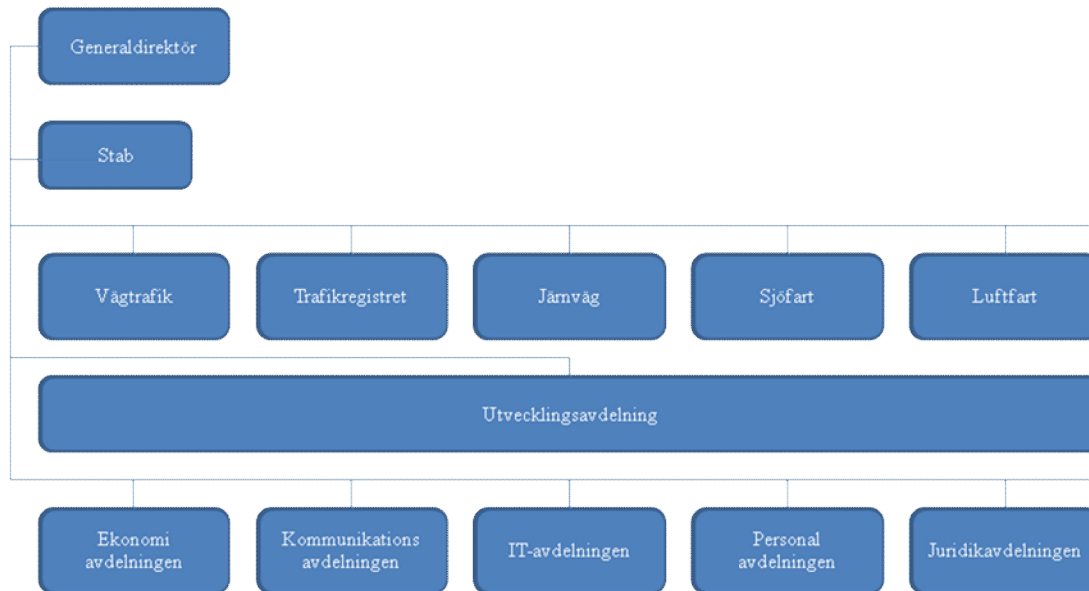 Generaldirektör
Stab
Vägtrafik
Trafikregistret
Järnväg
Sjöfart
Luftfart
Utvecklingsavdelning
Ekonomi
avdelningen
Kommunikations
avdelningen
IT-avdelningen
Personal
avdelningen
Juridikavdelningen